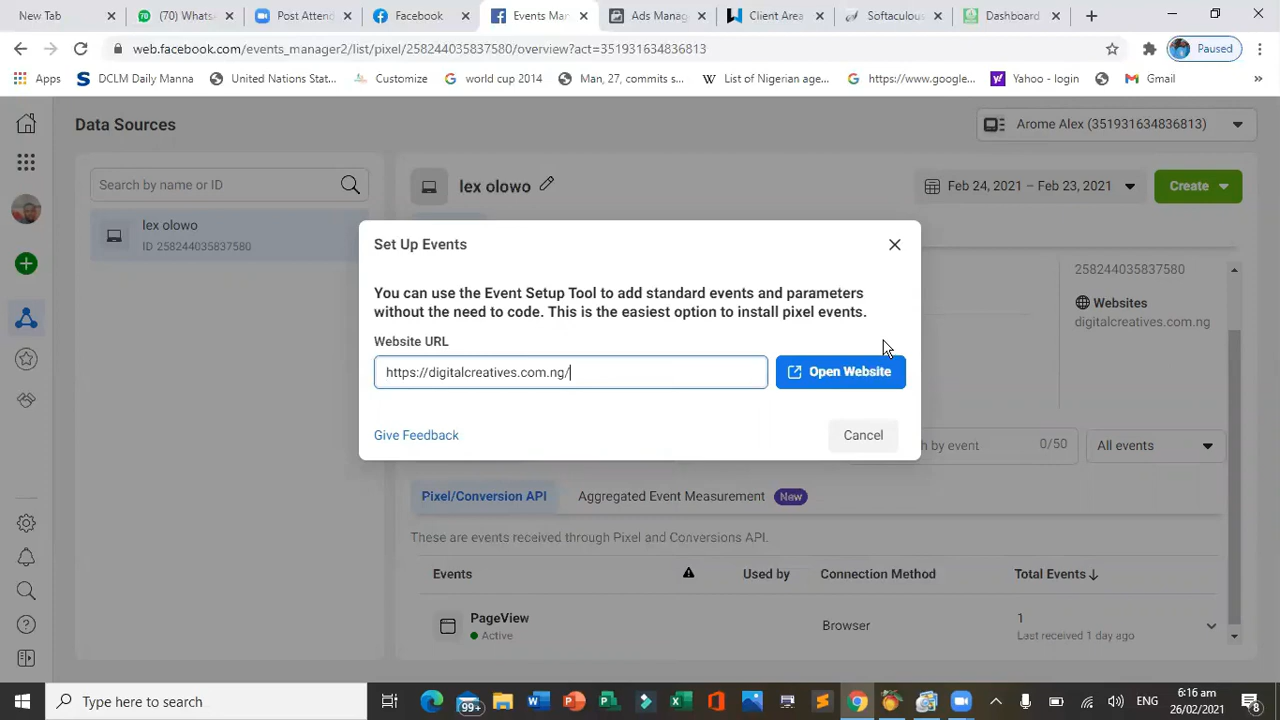 New Tab
(70) Whats
Post Attend
Facebook
Events Man
Ads Manag
Client Area
Softaculous
Dashboard
web.facebook.com/events_manager2/list/pixel/258244035837580/overview?act=351931634836813
Paused
Apps
DCLM Daily Manna
United Nations Stat...
Customize
world cup 2014
Man, 27, commits s...
List of Nigerian age...
https://www.google...
Yahoo - login
Gmail
»
Data Sources
Arome Alex (351931634836813)
Search by name or ID
lex olowo
Feb 24, 2021 – Feb 23, 2021
Create
lex olowo
ID 258244035837580
Set Up Events
You can use the Event Setup Tool to add standard events and parameters
without the need to code. This is the easiest option to install pixel events.
Website URL
https://digitalcreatives.com.ng/
Open Website
Give Feedback
Cancel
258244035837580
Websites
digitalcreatives.com.ng
by event
0/50
All events
Pixel/Conversion API
Aggregated Event Measurement
New
These are events received through Pixel and Conversions API.
Events
Used by
Connection Method
Total Events
PageView
Active
Browser
1
Last received 1 day ago
Type here to search
99+
ENG
6:16 am
26/02/2021
8